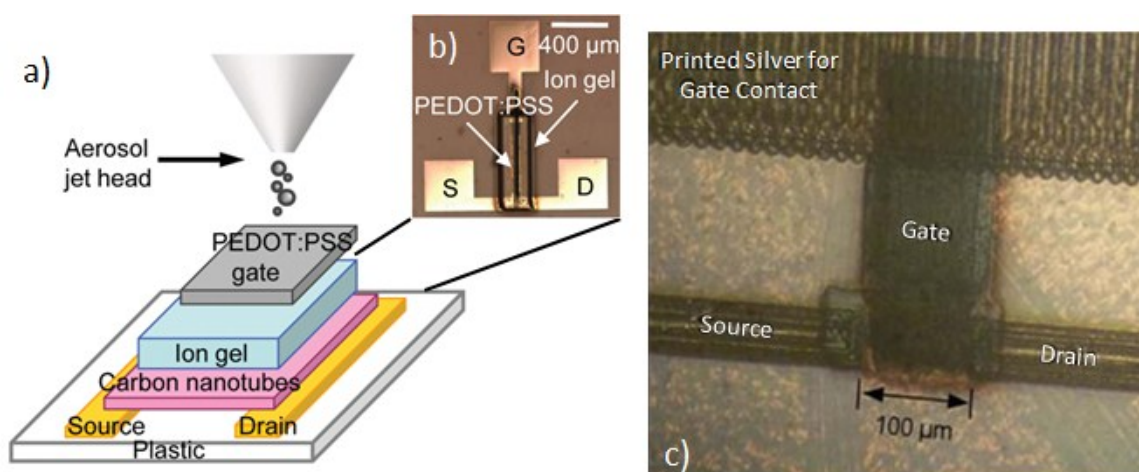 a)
Aerosol
jet head
PEDOT:PSS
gate
Ion gel
Carbon nanotubes
Source
Drain
Plastic
b)
G
400 µm
Ion gel
PEDOT:PSS
S
D
Printed Silver for
Gate Contact
Gate
Source
Drain
100 µm
c)